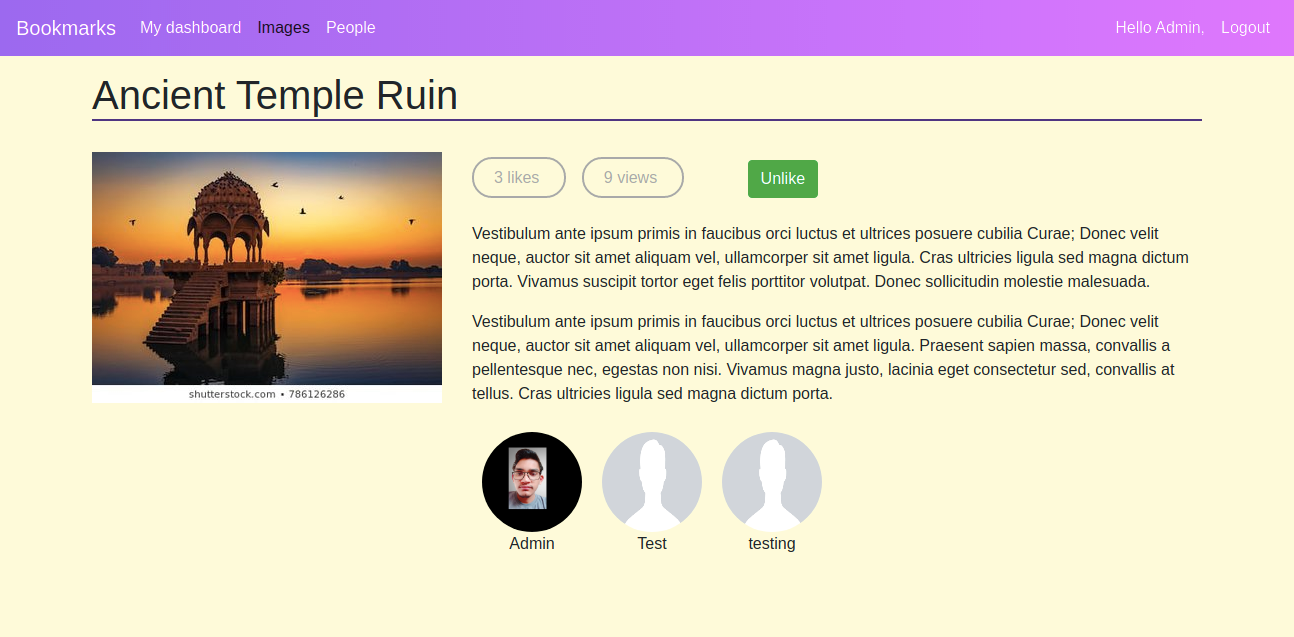 Bookmarks My dashboard Images People Hello Admin, Logout
Ancient Temple Ruin
3 likes 9 views Unlike
shutterstock.com • 786126286
Vestibulum ante ipsum primis in faucibus orci luctus et ultrices posuere cubilia Curae; Donec velit
neque, auctor sit amet aliquam vel, ullamcorper sit amet ligula. Cras ultricies ligula sed magna dictum
porta. Vivamus suscipit tortor eget felis porttitor volutpat. Donec sollicitudin molestie malesuada.
Vestibulum ante ipsum primis in faucibus orci luctus et ultrices posuere cubilia Curae; Donec velit
neque, auctor sit amet aliquam vel, ullamcorper sit amet ligula. Praesent sapien massa, convallis a
pellentesque nec, egestas non nisi. Vivamus magna justo, lacinia eget consectetur sed, convallis at
tellus. Cras ultricies ligula sed magna dictum porta.
Admin Test testing